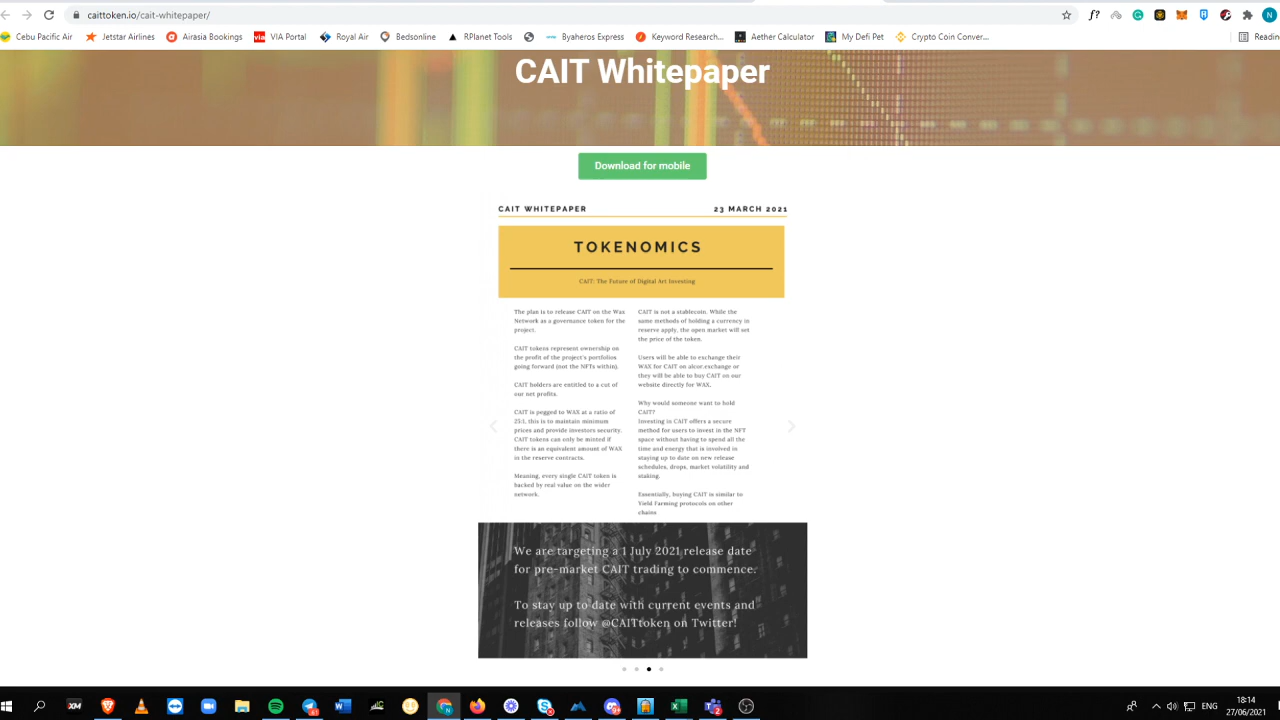 caittoken.io/cait-whitepaper/
Cebu Pacific Air
Jetstar Airlines
Airasia Bookings
via
VIA Portal
Royal Air
Bedsonline
RPlanet Tools
Byaheros Express
Keyword Research...
Aether Calculator
My Defi Pet
Crypto Coin Conver...
Readin
CAIT Whitepaper
Download for mobile
CAIT WHITEPAPER
23 MARCH 2021
TOKENOMICS
CAIT: The Future of Digital Art Investing
The plan is to release CAIT on the Wax
Network as a governance token for the
project.
CAIT tokens represent ownership on
the profit of the project's portfolios
going forward (not the NFTs within).
CAIT holders are entitled to a cut of
our net profits.
CAIT is pegged to WAX at a ratio of
25:1, this is to maintain minimum
prices and provide investors security.
CAIT tokens can only be minted if
there is an equivalent amount of WAX
in the reserve contracts.
Meaning, every single CAIT token is
backed by real value on the wider
network.
CAIT is not a stablecoin. While the
same methods of holding a currency in
reserve apply, the open market will set
the price of the token.
Users will be able to exchange their
WAX for CAIT on alcor.exchange or
they will be able to buy CAIT on our
website directly for WAX.
Why would someone want to hold
CAIT?
Investing in CAIT offers a secure
method for users to invest in the NFT
space without having to spend all the
time and energy that is involved in
staying up to date on new release
schedules, drops, market volatility and
staking.
Essentially, buying CAIT is similar to
Yield Farming protocols on other
chains
We are targeting a 1 July 2021 release date
for pre-market CAIT trading to commence.
To stay up to date with current events and
releases follow @CAITtoken on Twitter!
ENG
18:14
27/06/2021